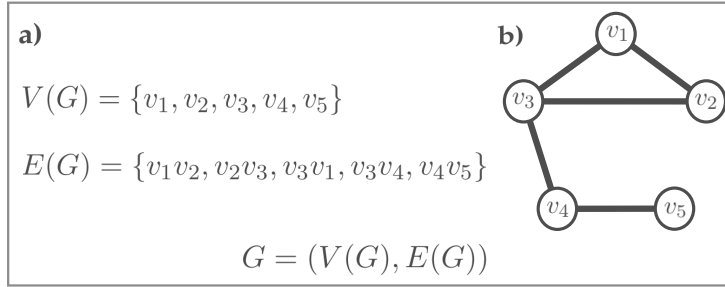 a)
V(G) = {v₁, v₂, v₃, v₄, v₅}
E(G) = {v₁v₂, v₂v₃, v₃v₁, v₃v₄, v₄v₅}
G = (V(G), E(G))
b)
v₁
v₃
v₂
v₄
v₅